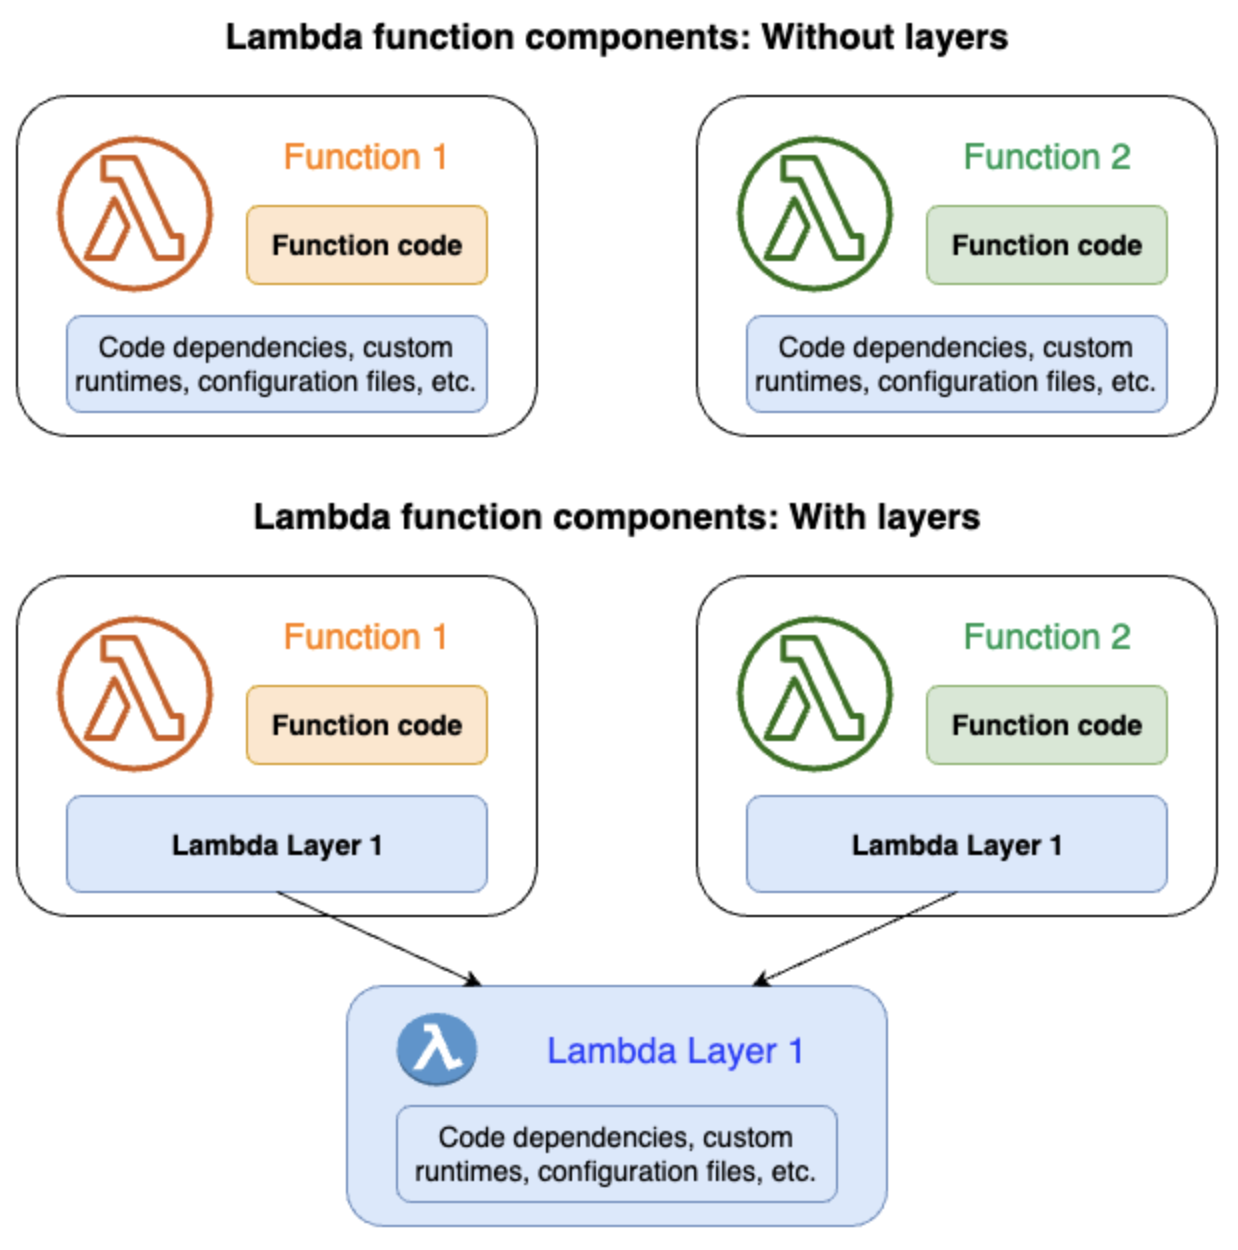 Lambda function components: Without layers
Function 1
Function code
Code dependencies, custom
runtimes, configuration files, etc.
Function 2
Function code
Code dependencies, custom
runtimes, configuration files, etc.
Lambda function components: With layers
Function 1
Function code
Lambda Layer 1
Function 2
Function code
Lambda Layer 1
Lambda Layer 1
Code dependencies, custom
runtimes, configuration files, etc.